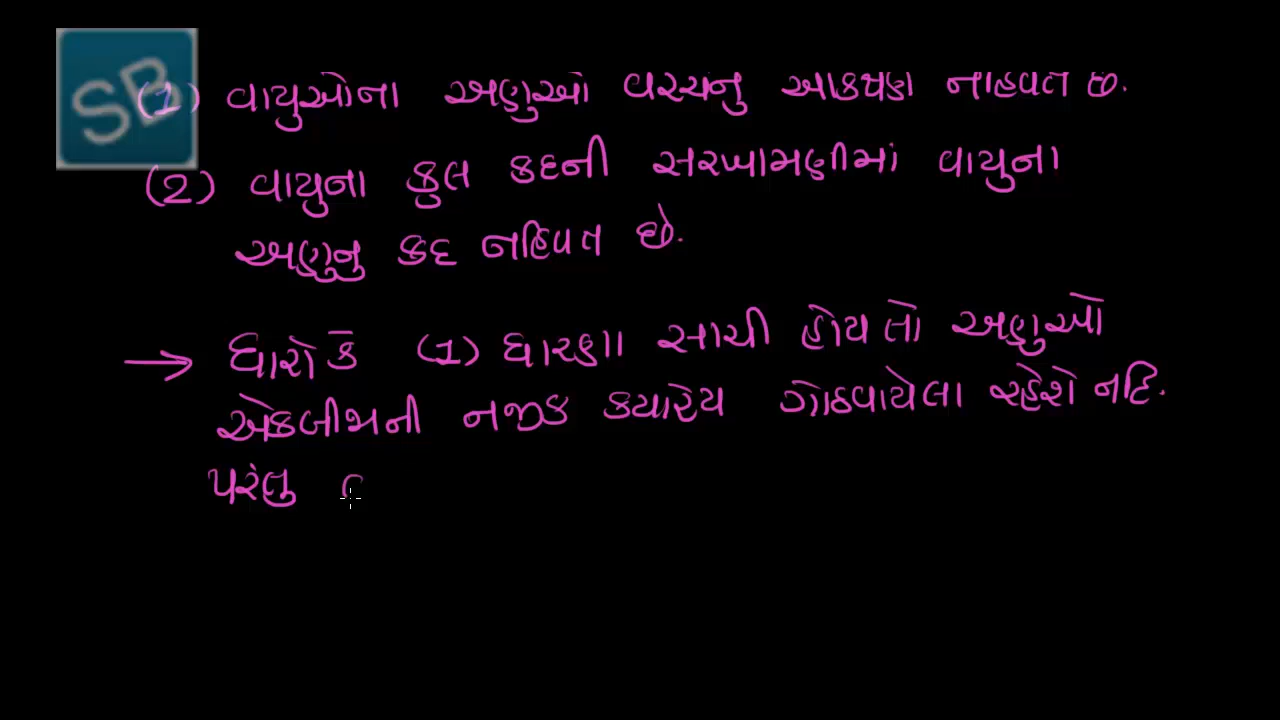 SB
(1) વાયુઓના અણુઓ વચ્ચેનુ આકર્ષણ નહિવત છે.
(2) વાયુના કુલ કદની સરખામણીમાં વાયુના
અણુનુ કદ નહિવત છે.
→ ધારો કે (1) ધારણા સાચી હોય તો અણુઓ
એકબીજાની નજીક કયારેય ગોઠવાયેલા રહેશે નહિ.
પરંતુ